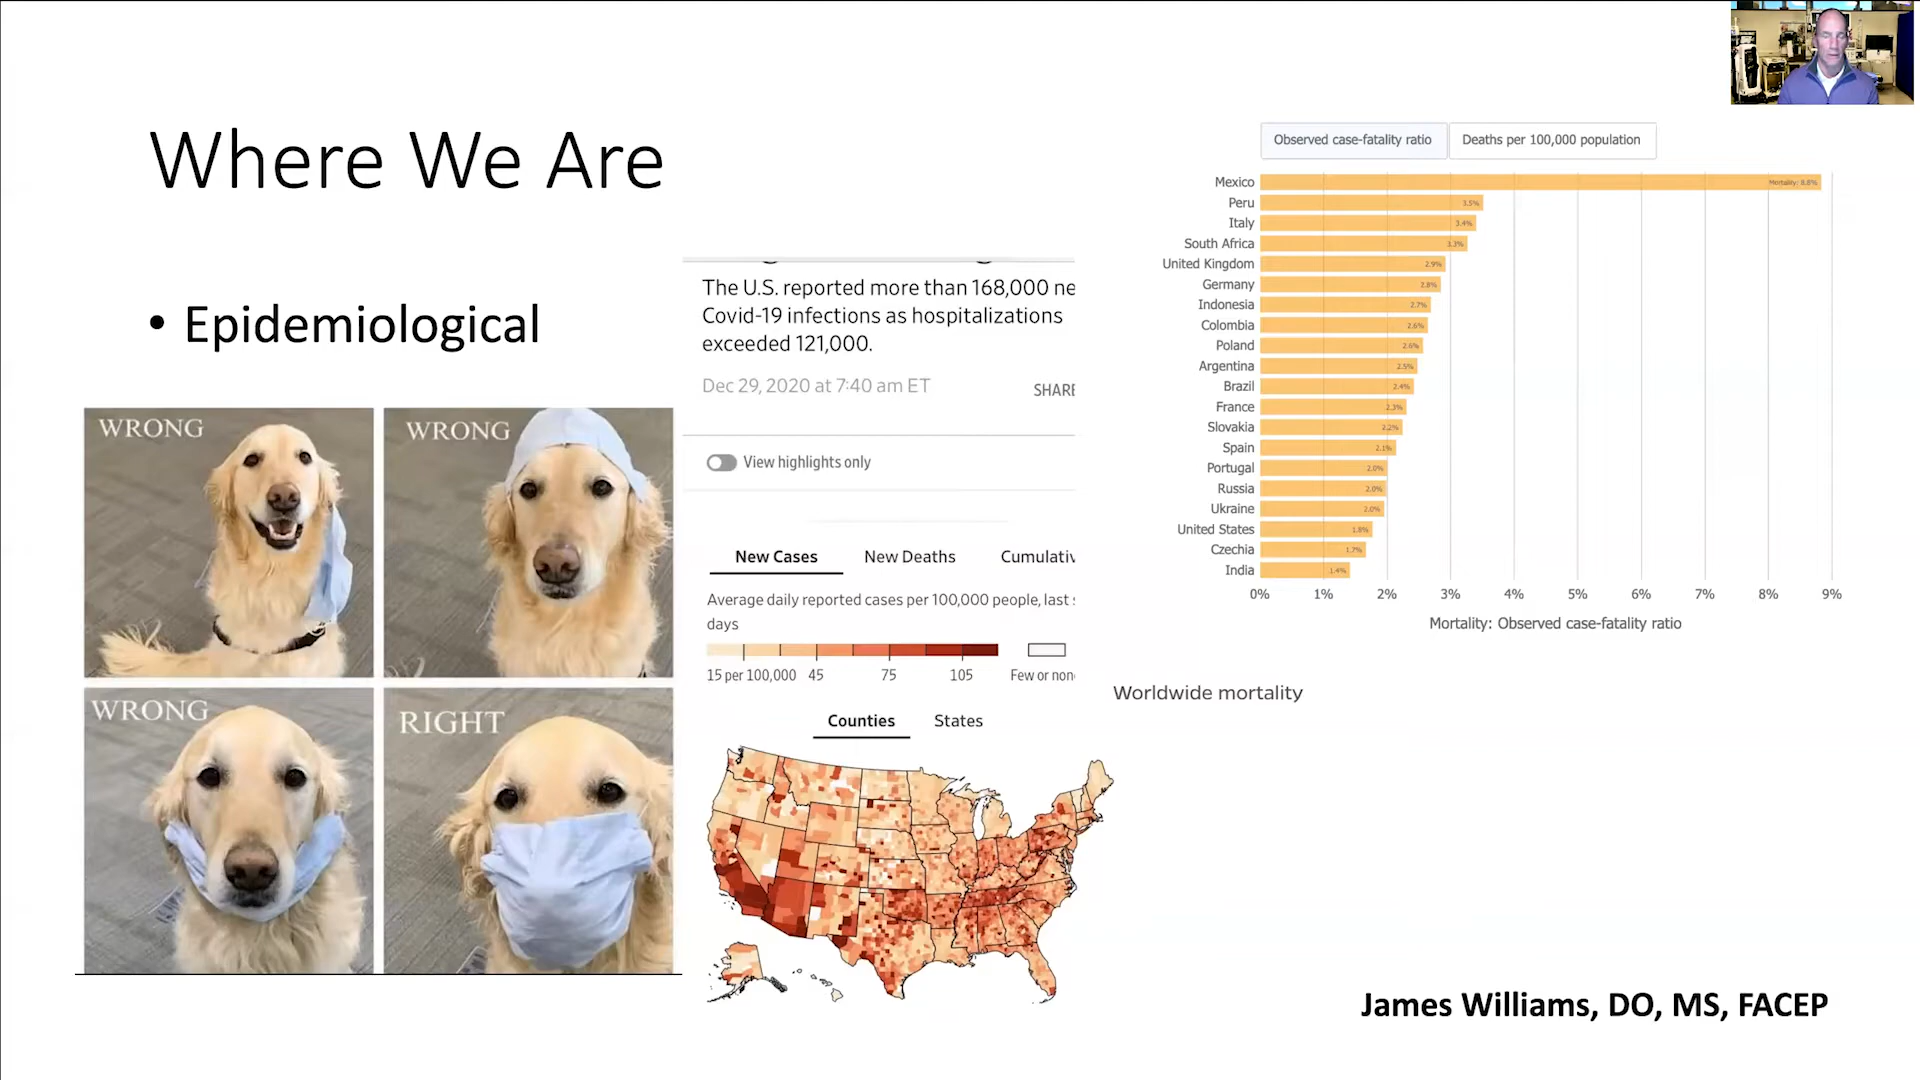 Where We Are
• Epidemiological
WRONG
WRONG
WRONG
RIGHT
The U.S. reported more than 168,000 ne
Covid-19 infections as hospitalizations
exceeded 121,000.
Dec 29, 2020 at 7:40 am ET
SHARE
View highlights only
New Cases New Deaths Cumulativ
Average daily reported cases per 100,000 people, last
days
15 per 100,000 45 75 105 Few or non
Counties States
Observed case-fatality ratio Deaths per 100,000 population
Mexico Mortality: 8.8%
Peru 3.5%
Italy 3.4%
South Africa 3.3%
United Kingdom 2.9%
Germany 2.8%
Indonesia 2.7%
Colombia 2.6%
Poland 2.6%
Argentina 2.5%
Brazil 2.4%
France 2.3%
Slovakia 2.2%
Spain 2.1%
Portugal 2.0%
Russia 2.0%
Ukraine 2.0%
United States 1.8%
Czechia 1.7%
India 1.4%
0% 1% 2% 3% 4% 5% 6% 7% 8% 9%
Mortality: Observed case-fatality ratio
Worldwide mortality
James Williams, DO, MS, FACEP